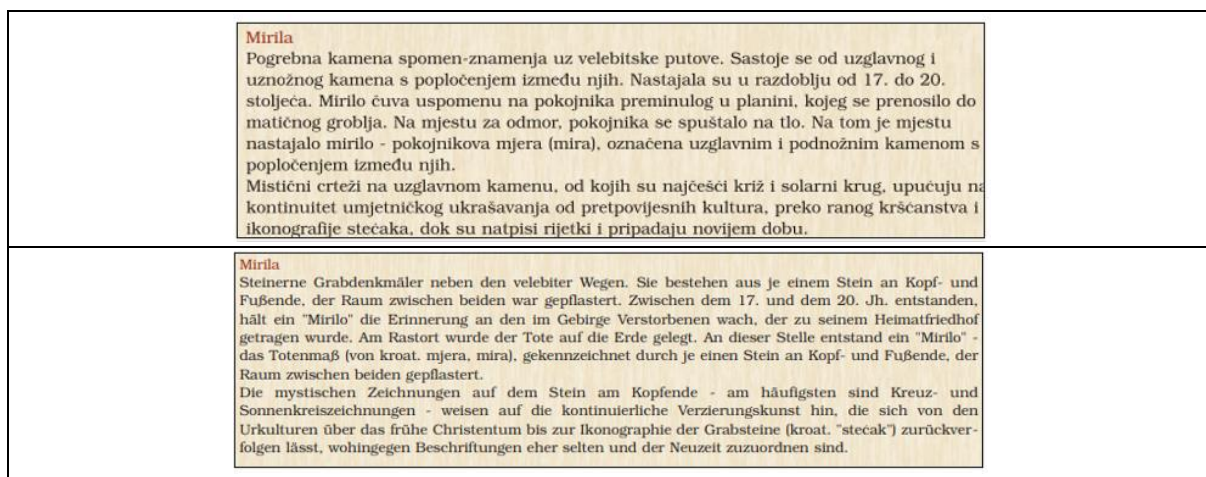 Mirila
Pogrebna kamena spomen-znamenja uz velebitske putove. Sastoje se od uzglavnog i
uznožnog kamena s popločenjem između njih. Nastajala su u razdoblju od 17. do 20.
stoljeća. Mirilo čuva uspomenu na pokojnika preminulog u planini, kojeg se prenosilo do
matičnog groblja. Na mjestu za odmor, pokojnika se spuštalo na tlo. Na tom je mjestu
nastajalo mirilo - pokojnikova mjera (mira), označena uzglavnim i podnožnim kamenom s
popločenjem između njih.
Mistični crteži na uzglavnom kamenu, od kojih su najčešći križ i solarni krug, upućuju na
kontinuitet umjetničkog ukrašavanja od pretpovijesnih kultura, preko ranog kršćanstva i
ikonografije stećaka, dok su natpisi rijetki i pripadaju novijem dobu.
Mirila
Steinerne Grabdenkmäler neben den velebiter Wegen. Sie bestehen aus je einem Stein an Kopf- und
Fußende, der Raum zwischen beiden war gepflastert. Zwischen dem 17. und dem 20. Jh. entstanden,
hält ein "Mirilo" die Erinnerung an den im Gebirge Verstorbenen wach, der zu seinem Heimatfriedhof
getragen wurde. Am Rastort wurde der Tote auf die Erde gelegt. An dieser Stelle entstand ein "Mirilo" -
das Totenmaß (von kroat. mjera, mira), gekennzeichnet durch je einen Stein an Kopf- und Fußende, der
Raum zwischen beiden gepflastert.
Die mystischen Zeichnungen auf dem Stein am Kopfende - am häufigsten sind Kreuz- und
Sonnenkreiszeichnungen - weisen auf die kontinuierliche Verzierungskunst hin, die sich von den
Urkulturen über das frühe Christentum bis zur Ikonographie der Grabsteine (kroat. "stećak") zurückver-
folgen lässt, wohingegen Beschriftungen eher selten und der Neuzeit zuzuordnen sind.